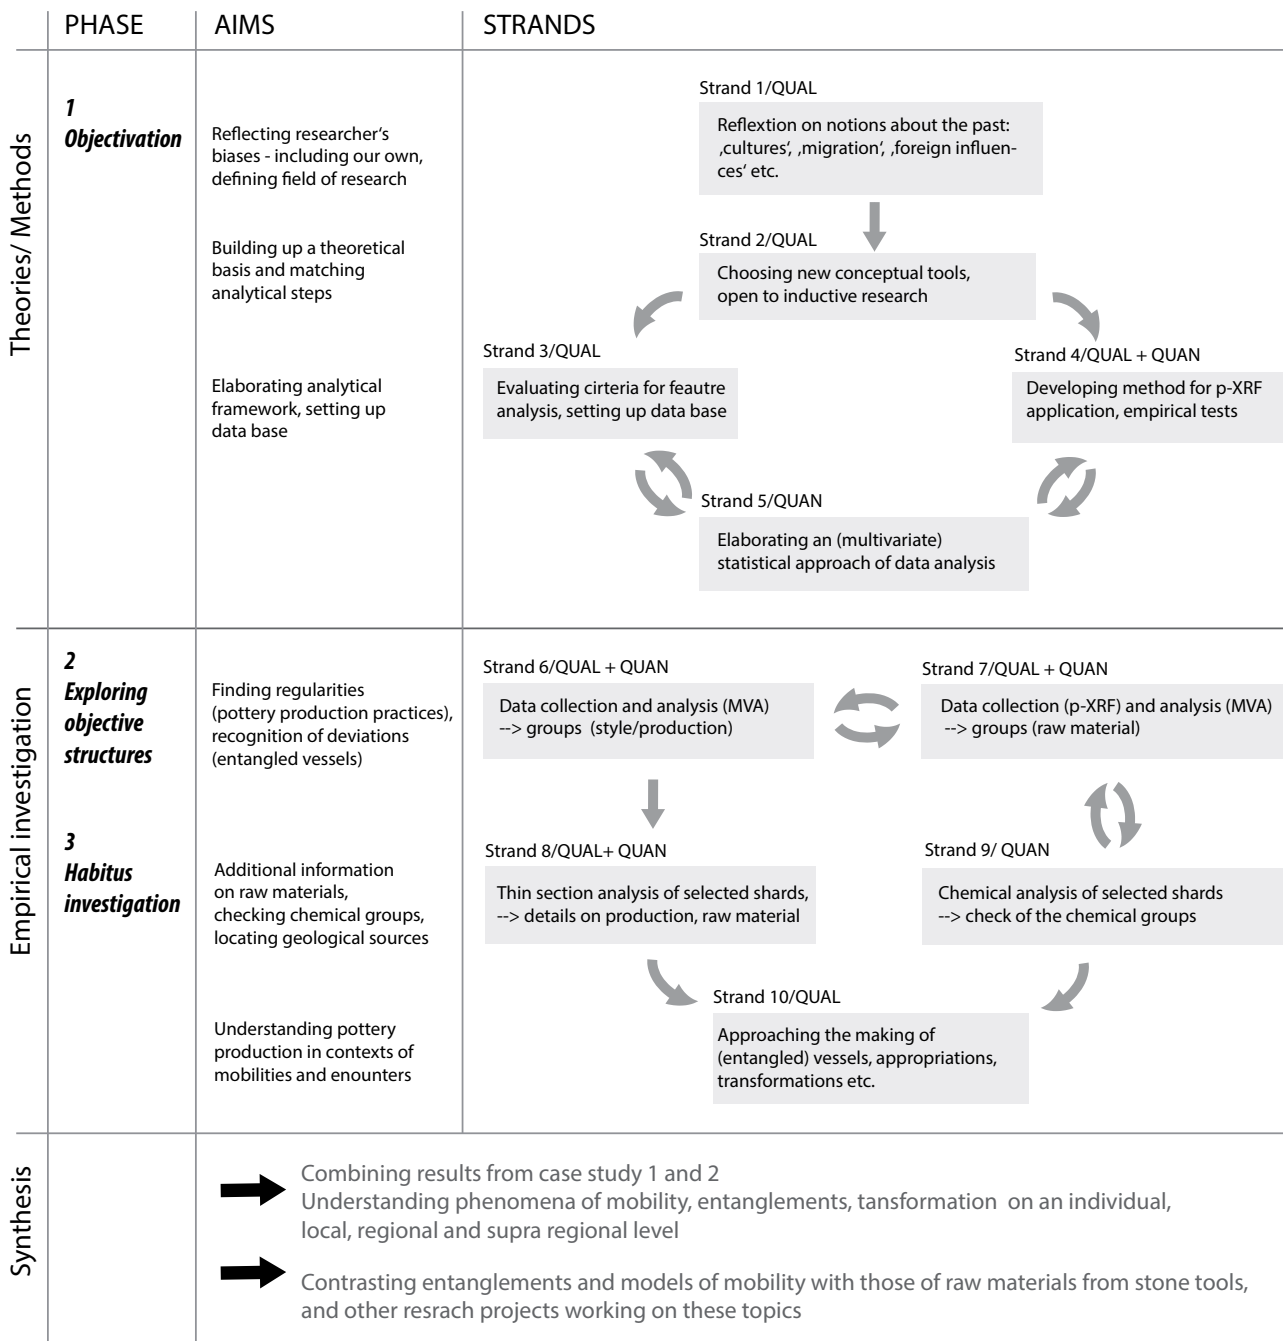 PHASE
AIMS
STRANDS
Theories/ Methods
1
Objectivation
Reflecting researcher‘s
biases - including our own,
defining field of research
Building up a theoretical
basis and matching
analytical steps
Elaborating analytical
framework, setting up
data base
Strand 1/QUAL
Reflextion on notions about the past:
‚cultures‘, ‚migration‘, ‚foreign influen-
ces‘ etc.
Strand 2/QUAL
Choosing new conceptual tools,
open to inductive research
Strand 3/QUAL
Evaluating cirteria for feautre
analysis, setting up data base
Strand 4/QUAL + QUAN
Developing method for p-XRF
application, empirical tests
Strand 5/QUAN
Elaborating an (multivariate)
statistical approach of data analysis
Empirical investigation
2
Exploring
objective
structures
Finding regularities
(pottery production practices),
recognition of deviations
(entangled vessels)
Strand 6/QUAL + QUAN
Data collection and analysis (MVA)
--> groups (style/production)
Strand 7/QUAL + QUAN
Data collection (p-XRF) and analysis (MVA)
--> groups (raw material)
3
Habitus
investigation
Additional information
on raw materials,
checking chemical groups,
locating geological sources
Understanding pottery
production in contexts of
mobilities and enounters
Strand 8/QUAL+ QUAN
Thin section analysis of selected shards,
--> details on production, raw material
Strand 9/ QUAN
Chemical analysis of selected shards
--> check of the chemical groups
Strand 10/QUAL
Approaching the making of
(entangled) vessels, appropriations,
transformations etc.
Synthesis
Combining results from case study 1 and 2
Understanding phenomena of mobility, entanglements, tansformation on an individual,
local, regional and supra regional level
Contrasting entanglements and models of mobility with those of raw materials from stone tools,
and other resrach projects working on these topics